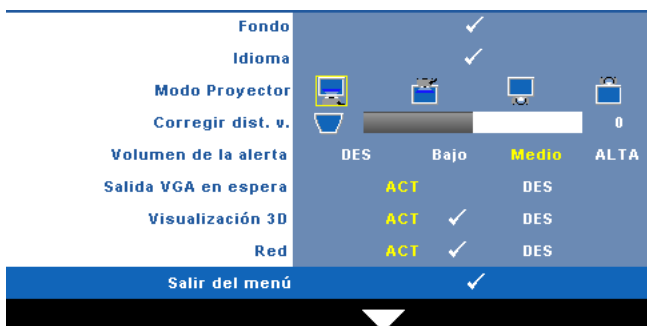 Fondo
Idioma
Modo Proyector
Corregir dist. v. 0
Volumen de la alerta DES Bajo Medio ALTA
Salida VGA en espera ACT DES
Visualización 3D ACT DES
Red ACT DES
Salir del menú